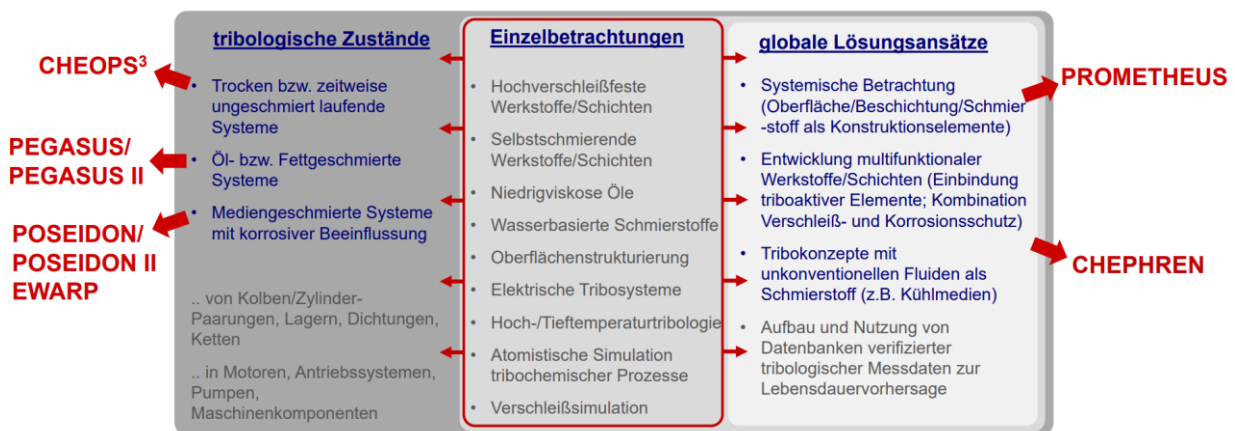 CHEOPS³
PEGASUS/
PEGASUS II
POSEIDON/
POSEIDON II
EWARP
tribologische Zustände
• Trocken bzw. zeitweise
ungeschmiert laufende
Systeme
• Öl- bzw. Fettgeschmierte
Systeme
• Mediengeschmierte Systeme
mit korrosiver Beeinflussung
.. von Kolben/Zylinder-
Paarungen, Lagern, Dichtungen,
Ketten
.. in Motoren, Antriebssystemen,
Pumpen,
Maschinenkomponenten
Einzelbetrachtungen
• Hochverschleißfeste
Werkstoffe/Schichten
• Selbstschmierende
Werkstoffe/Schichten
• Niedrigviskose Öle
• Wasserbasierte Schmierstoffe
• Oberflächenstrukturierung
• Elektrische Tribosysteme
• Hoch-/Tieftemperaturtribologie
• Atomistische Simulation
tribochemischer Prozesse
• Verschleißsimulation
globale Lösungsansätze
• Systemische Betrachtung
(Oberfläche/Beschichtung/Schmier
-stoff als Konstruktionselemente)
• Entwicklung multifunktionaler
Werkstoffe/Schichten (Einbindung
triboaktiver Elemente; Kombination
Verschleiß- und Korrosionsschutz)
• Tribokonzepte mit
unkonventionellen Fluiden als
Schmierstoff (z.B. Kühlmedien)
• Aufbau und Nutzung von
Datenbanken verifizierter
tribologischer Messdaten zur
Lebensdauervorhersage
PROMETHEUS
CHEPHREN